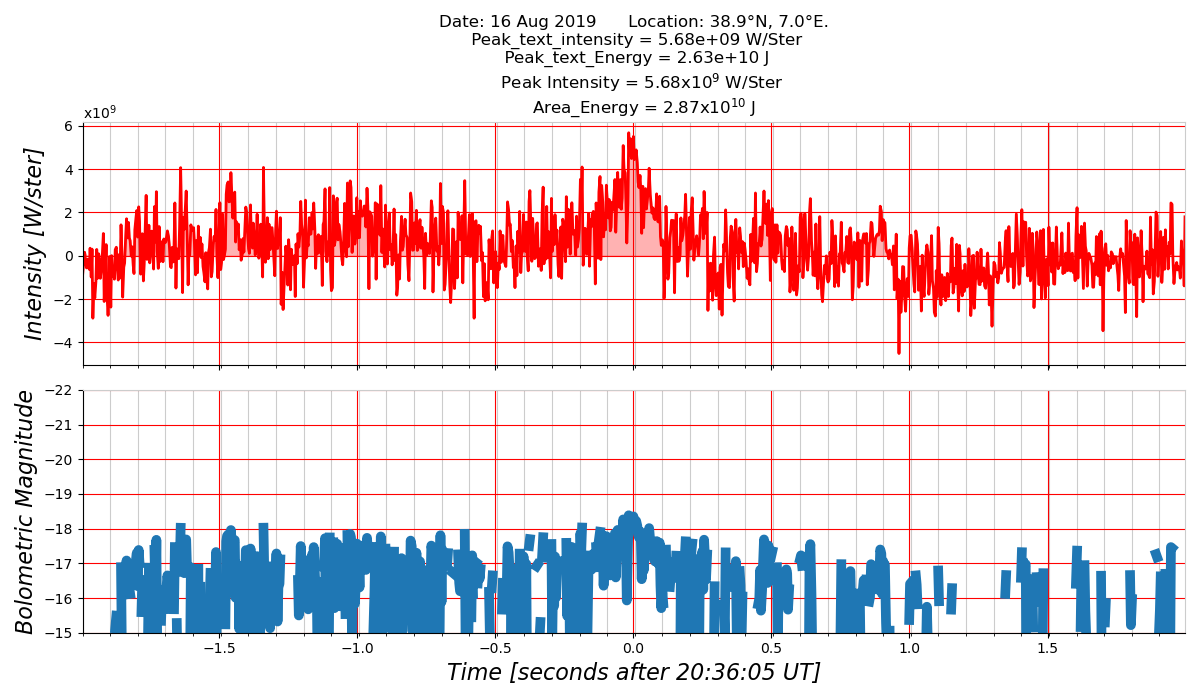 Date: 16 Aug 2019 Location: 38.9°N, 7.0°E.
Peak_text_intensity = 5.68e+09 W/Ster
Peak_text_Energy = 2.63e+10 J
Peak Intensity = 5.68x10⁹ W/Ster
Area_Energy = 2.87x10¹⁰ J
x10⁹
6
4
2
0
−2
−4
Intensity [W/ster]
−22
−21
−20
−19
−18
−17
−16
−15
Bolometric Magnitude
−1.5 −1.0 −0.5 0.0 0.5 1.0 1.5
Time [seconds after 20:36:05 UT]